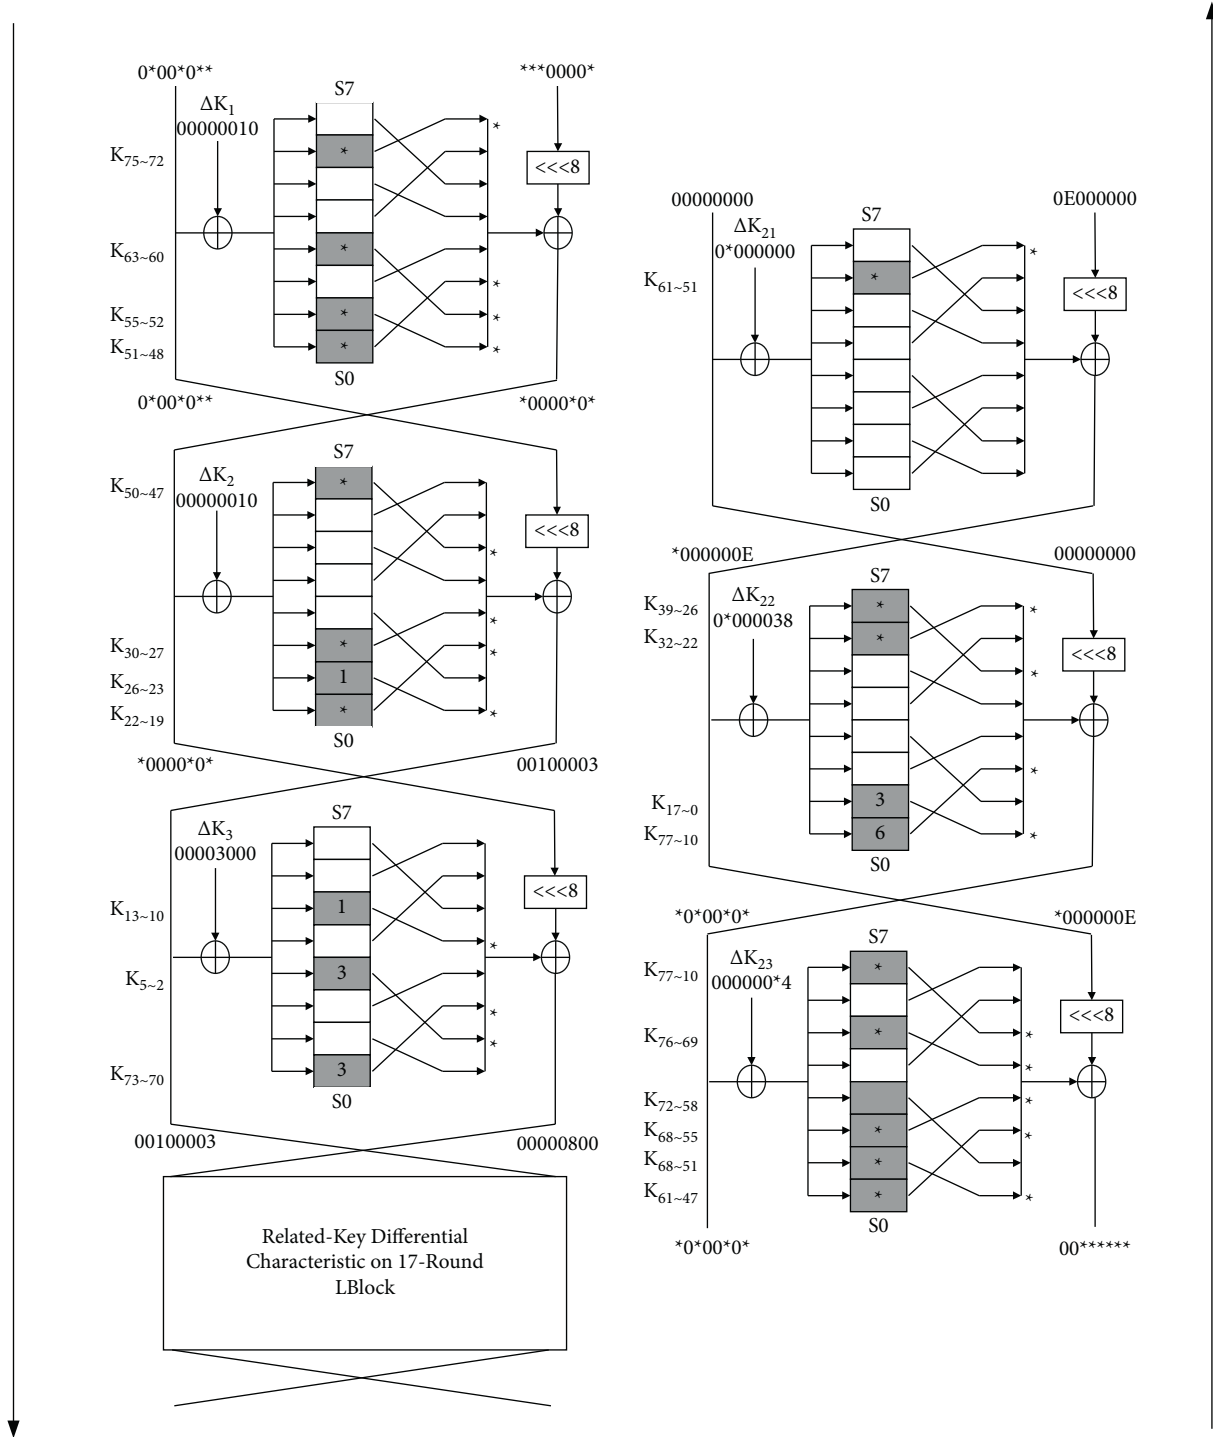 0*00*0**
***0000*
S7
ΔK1
00000010
*
K75~72
*
<<<8
K63~60
*
*
K55~52
*
*
K51~48
*
*
S0
0*00*0**
*0000*0*
S7
K50~47
*
ΔK2
00000010
<<<8
*
*
K30~27
*
*
K26~23
1
K22~19
*
*
S0
*0000*0*
00100003
S7
ΔK3
00003000
<<<8
K13~10
1
*
K5~2
3
*
*
K73~70
3
S0
00100003
00000800
Related-Key Differential
Characteristic on 17-Round
LBlock
00000000
0E000000
S7
ΔK21
0*000000
*
K61~51
*
<<<8
S0
*000000E
00000000
S7
K39~26
*
*
ΔK22
0*000038
K32~22
*
<<<8
*
*
K17~0
3
K77~10
6
*
S0
*0*00*0*
*000000E
S7
K77~10
*
ΔK23
000000*4
<<<8
K76~69
*
*
*
K72~58
*
K68~55
*
*
K68~51
*
K61~47
*
*
S0
*0*00*0*
00******